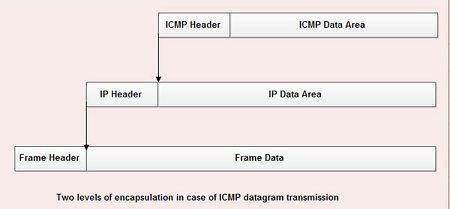 ICMP Header ICMP Data Area
IP Header IP Data Area
Frame Header Frame Data
Two levels of encapsulation in case of ICMP datagram transmission